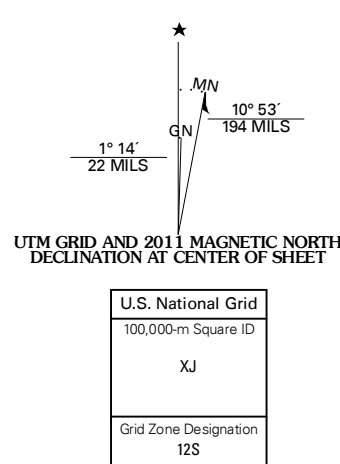 ★
MN
GN
10° 53´
194 MILS
1° 14´
22 MILS
UTM GRID AND 2011 MAGNETIC NORTH
DECLINATION AT CENTER OF SHEET
U.S. National Grid
100,000-m Square ID
XJ
Grid Zone Designation
12S